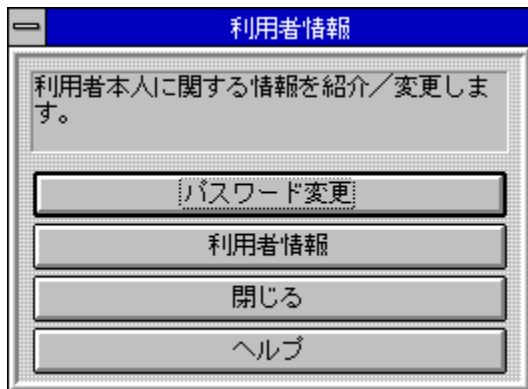 利用者情報
利用者本人に関する情報を紹介／変更しま
す。
パスワード変更
利用者情報
閉じる
ヘルプ